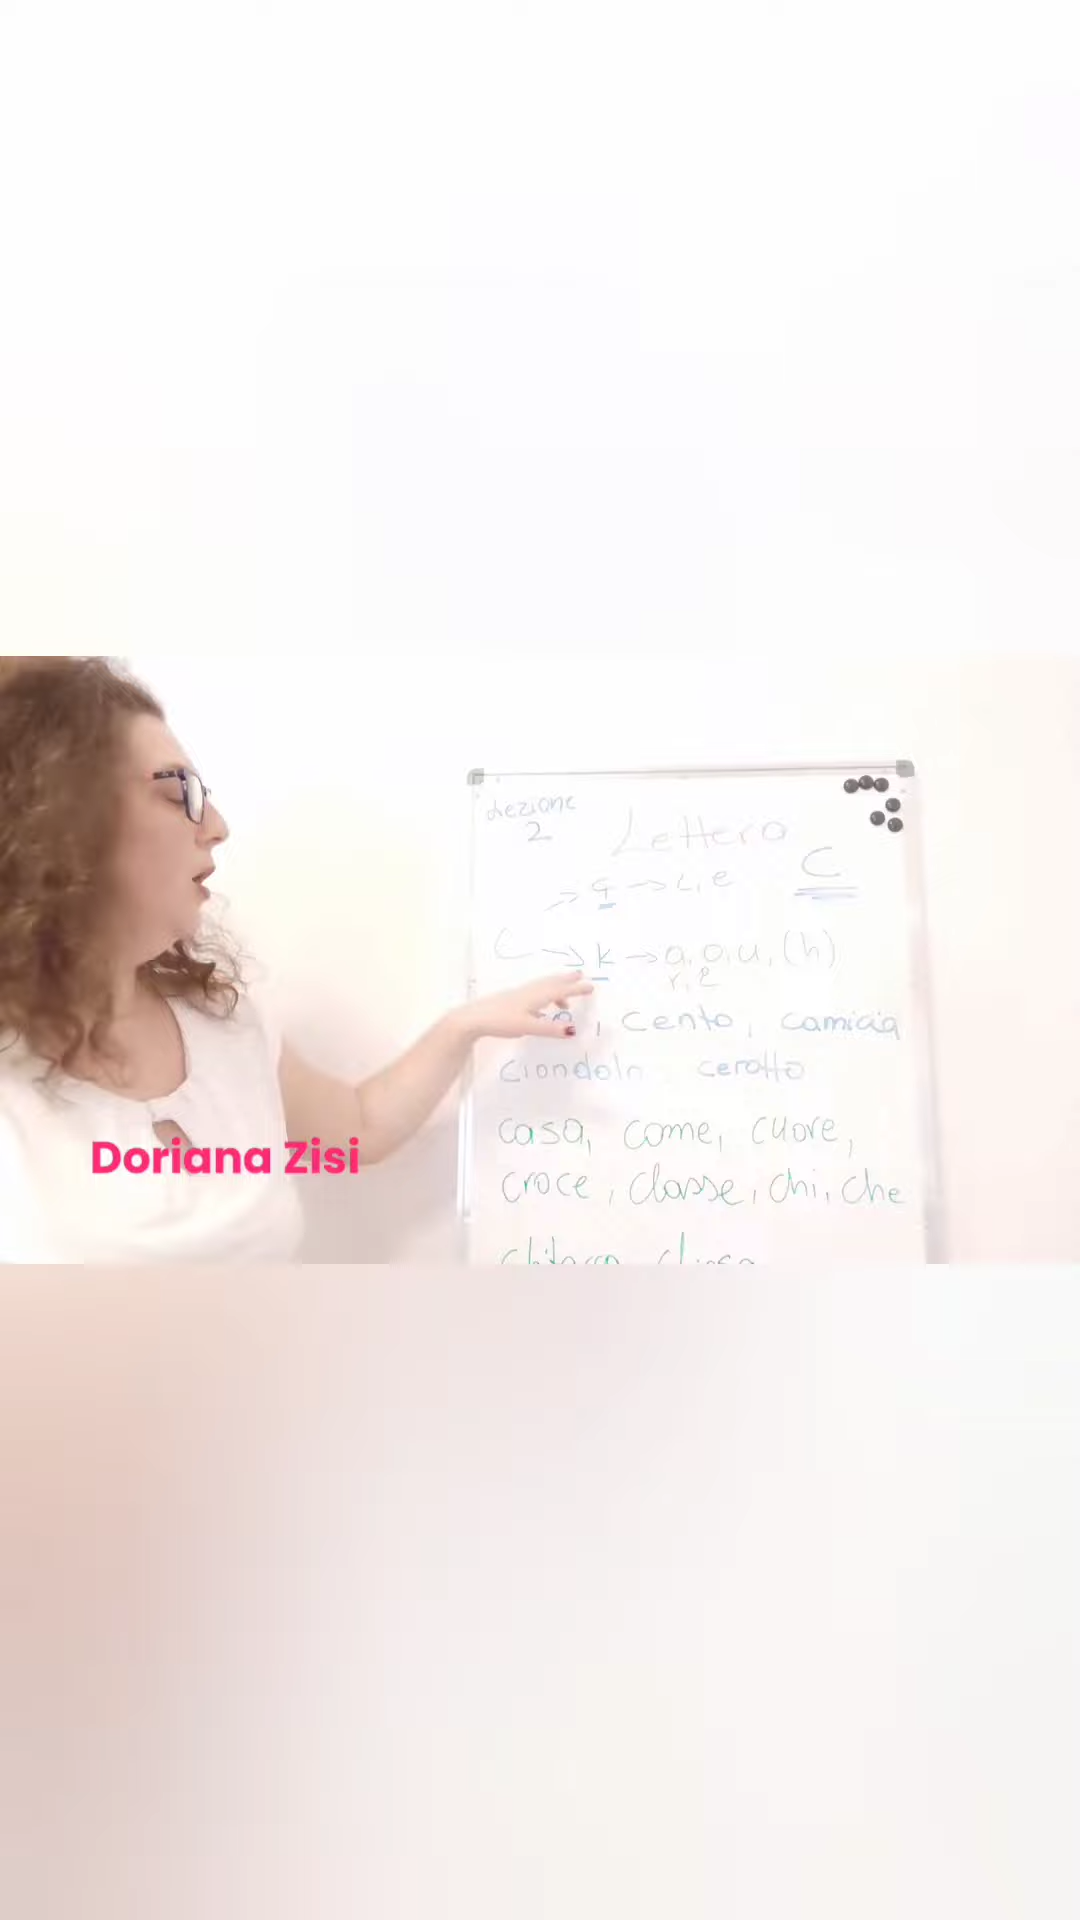 Lezione
2
Lettera
C
ç → i, e
C → k → a, o, u, (h)
r, l
, cento, camicia
ciondolo, cerotto
casa, come, cuore,
croce, classe, chi, che
Doriana Zisi